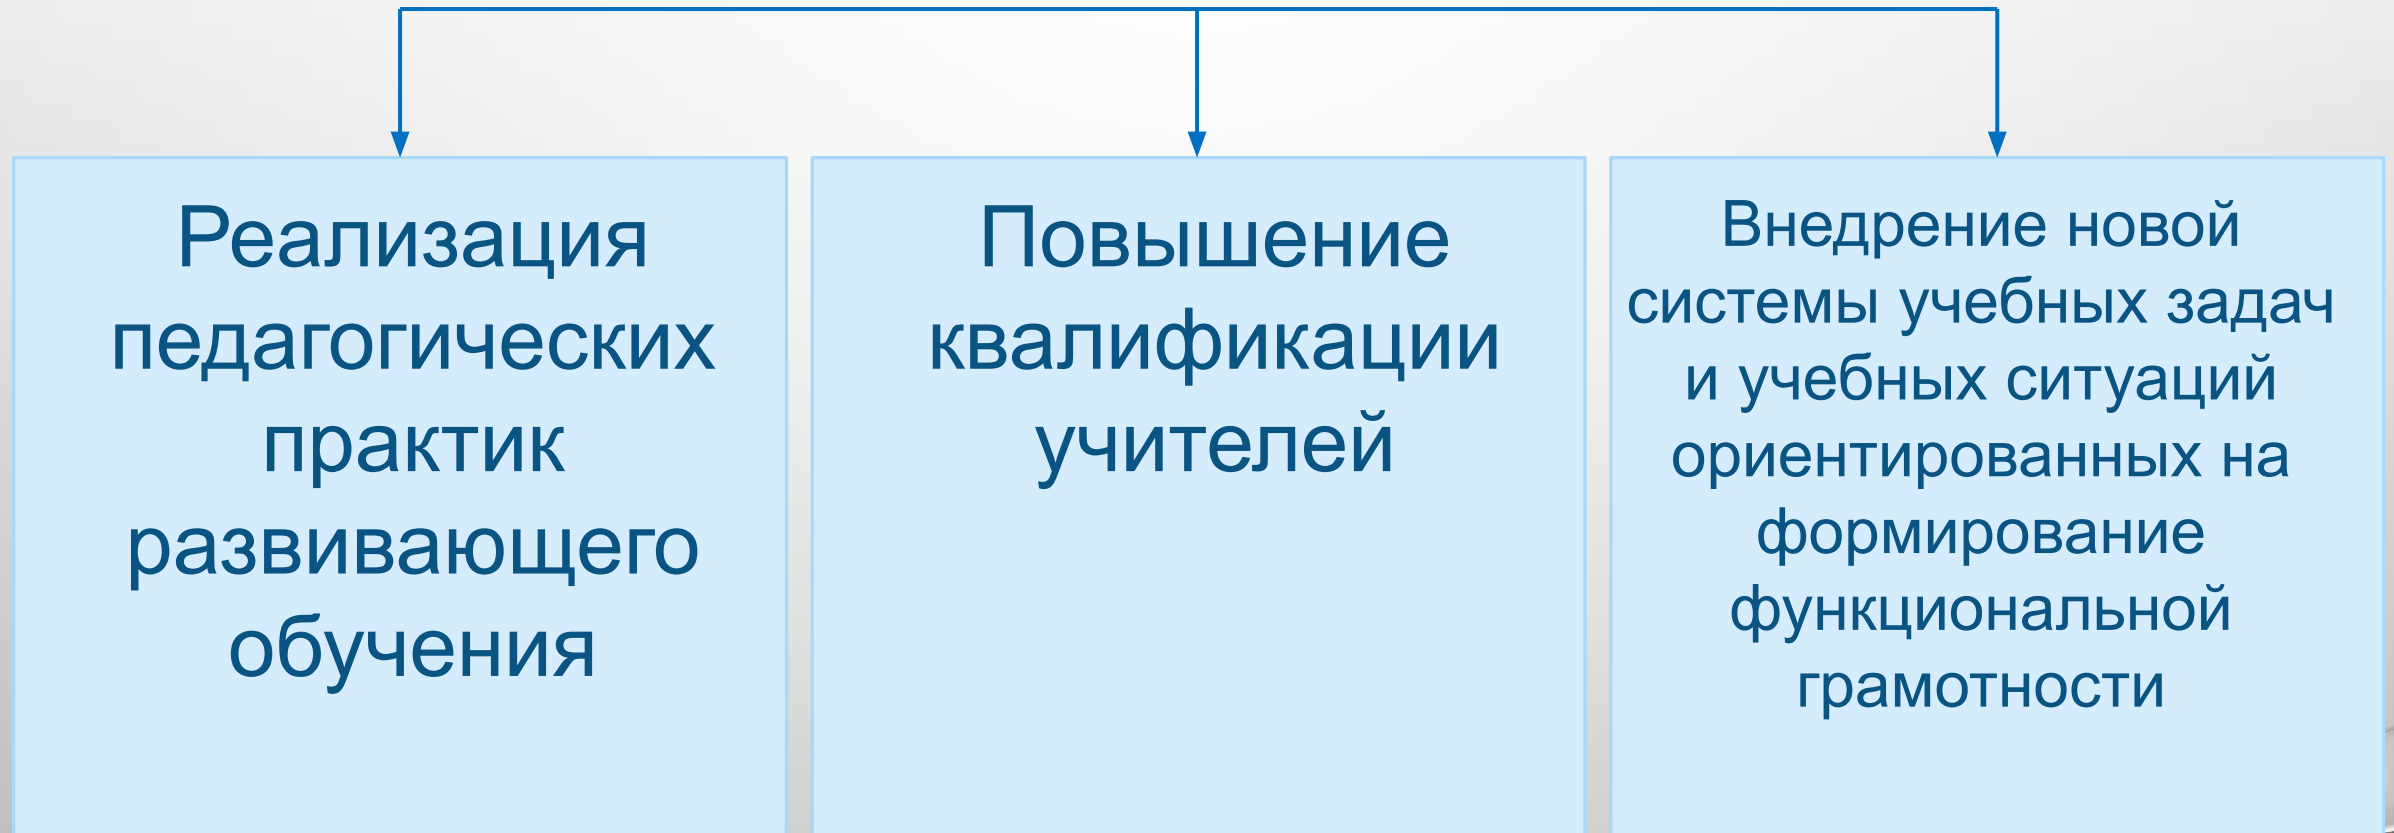 Реализация
педагогических
практик
развивающего
обучения
Повышение
квалификации
учителей
Внедрение новой
системы учебных задач
и учебных ситуаций
ориентированных на
формирование
функциональной
грамотности